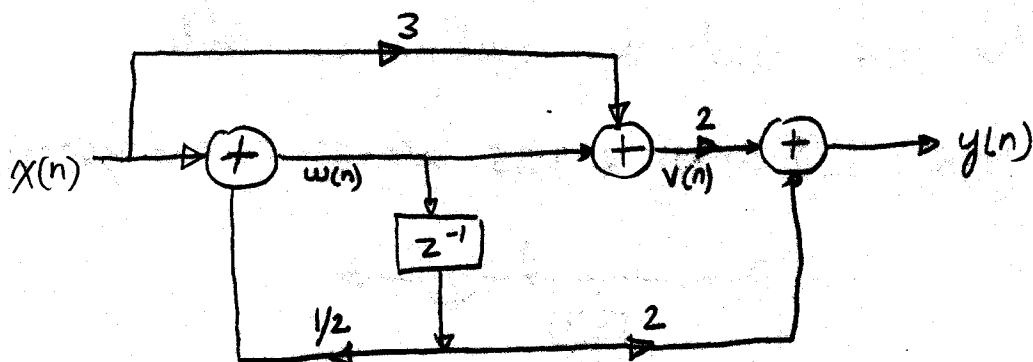 3
x(n)
+
w(n)
+
2
v(n)
+
y(n)
z⁻¹
1/2
2